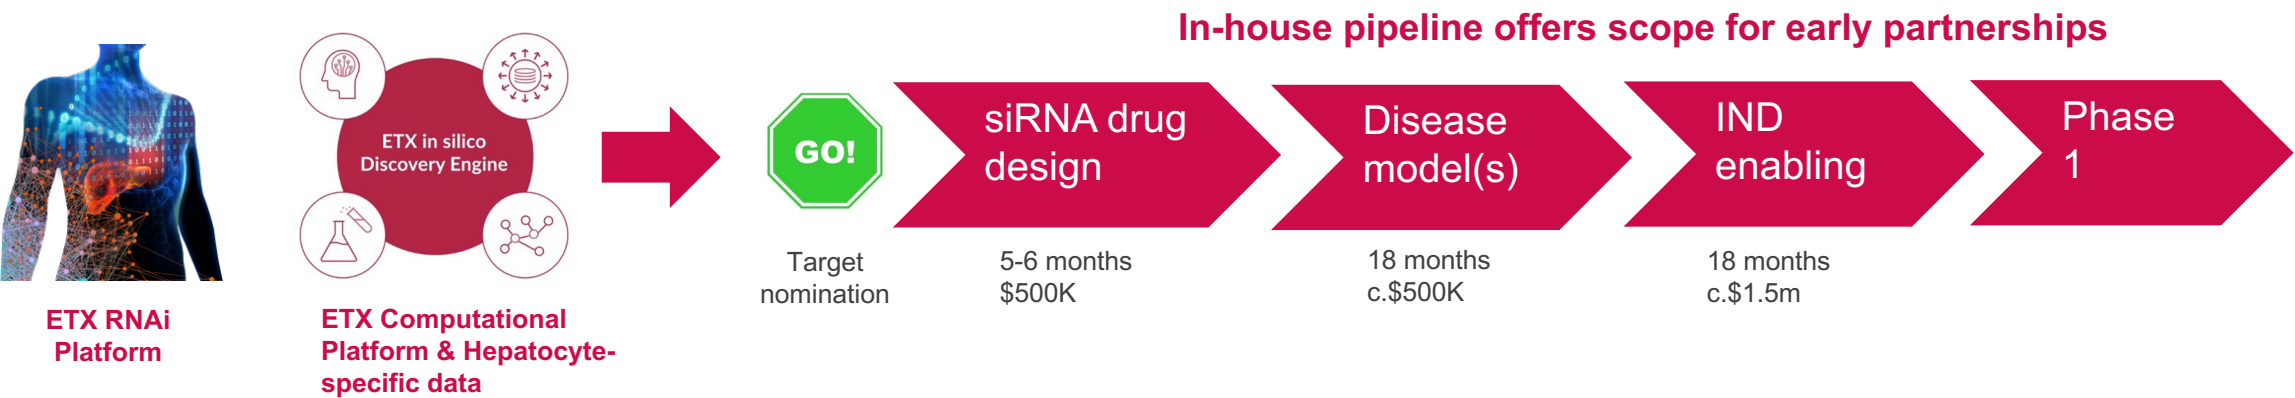 In-house pipeline offers scope for early partnerships
ETX in silico
Discovery Engine
GO!
siRNA drug
design
Disease
model(s)
IND
enabling
Phase
1
Target
nomination
5-6 months
$500K
18 months
c.$500K
18 months
c.$1.5m
ETX RNAi
Platform
ETX Computational
Platform & Hepatocyte-
specific data